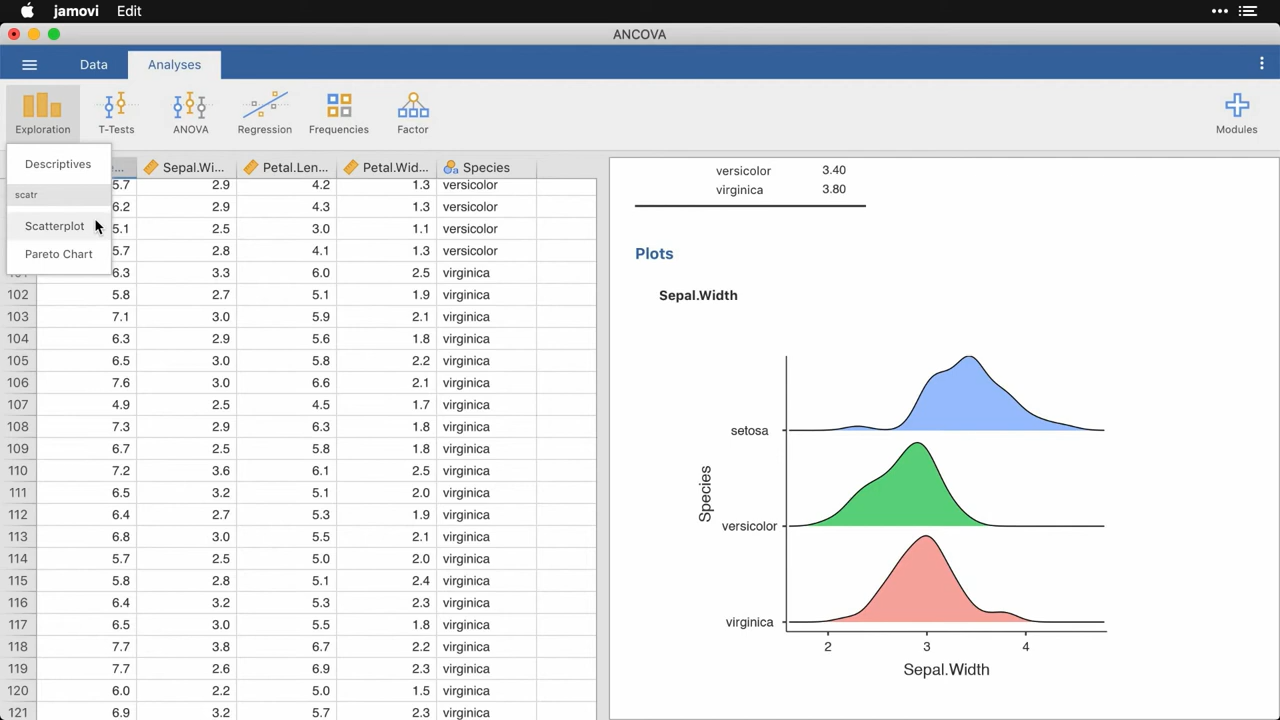 jamovi Edit
ANCOVA
Data Analyses
Exploration T-Tests ANOVA Regression Frequencies Factor Modules
Descriptives
scatr
Scatterplot
Pareto Chart
... Sepal.Wi... Petal.Len... Petal.Wid... Species
5.7 2.9 4.2 1.3 versicolor
6.2 2.9 4.3 1.3 versicolor
5.1 2.5 3.0 1.1 versicolor
5.7 2.8 4.1 1.3 versicolor
6.3 3.3 6.0 2.5 virginica
102 5.8 2.7 5.1 1.9 virginica
103 7.1 3.0 5.9 2.1 virginica
104 6.3 2.9 5.6 1.8 virginica
105 6.5 3.0 5.8 2.2 virginica
106 7.6 3.0 6.6 2.1 virginica
107 4.9 2.5 4.5 1.7 virginica
108 7.3 2.9 6.3 1.8 virginica
109 6.7 2.5 5.8 1.8 virginica
110 7.2 3.6 6.1 2.5 virginica
111 6.5 3.2 5.1 2.0 virginica
112 6.4 2.7 5.3 1.9 virginica
113 6.8 3.0 5.5 2.1 virginica
114 5.7 2.5 5.0 2.0 virginica
115 5.8 2.8 5.1 2.4 virginica
116 6.4 3.2 5.3 2.3 virginica
117 6.5 3.0 5.5 1.8 virginica
118 7.7 3.8 6.7 2.2 virginica
119 7.7 2.6 6.9 2.3 virginica
120 6.0 2.2 5.0 1.5 virginica
121 6.9 3.2 5.7 2.3 virginica
versicolor 3.40
virginica 3.80
Plots
Sepal.Width
setosa
versicolor
virginica
Species
2 3 4
Sepal.Width